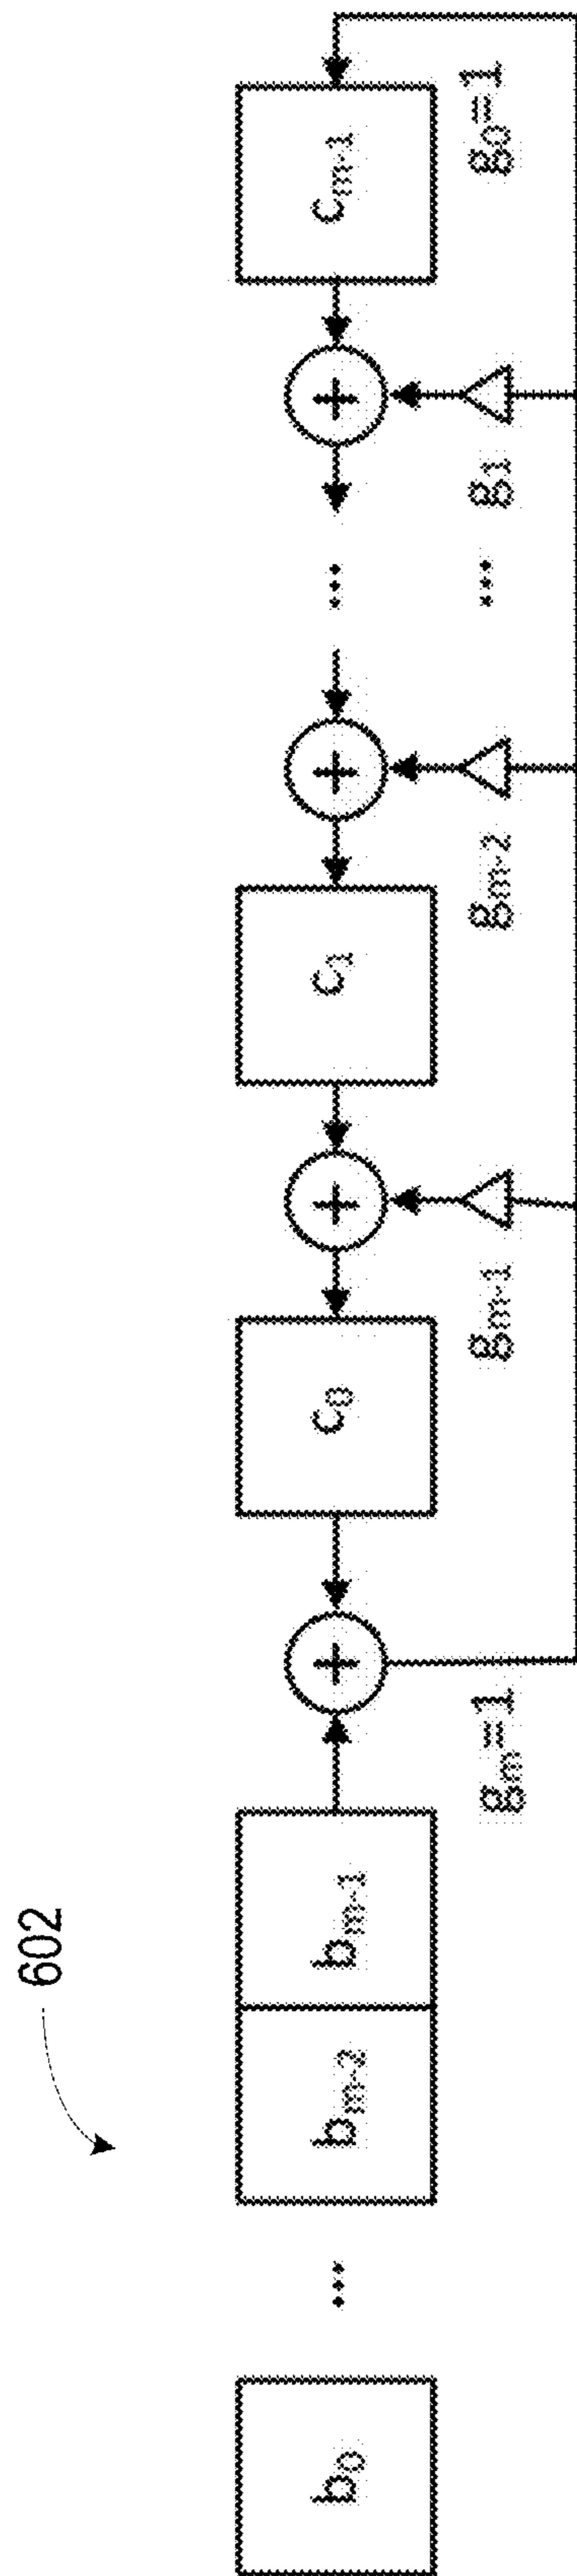 602
b₀ ... bₘ₋₂ bₘ₋₁ + c₀ + c₁ + ... + cₘ₋₁
gₘ=1 gₘ₋₁ gₘ₋₂ ... g₁ g₀=1